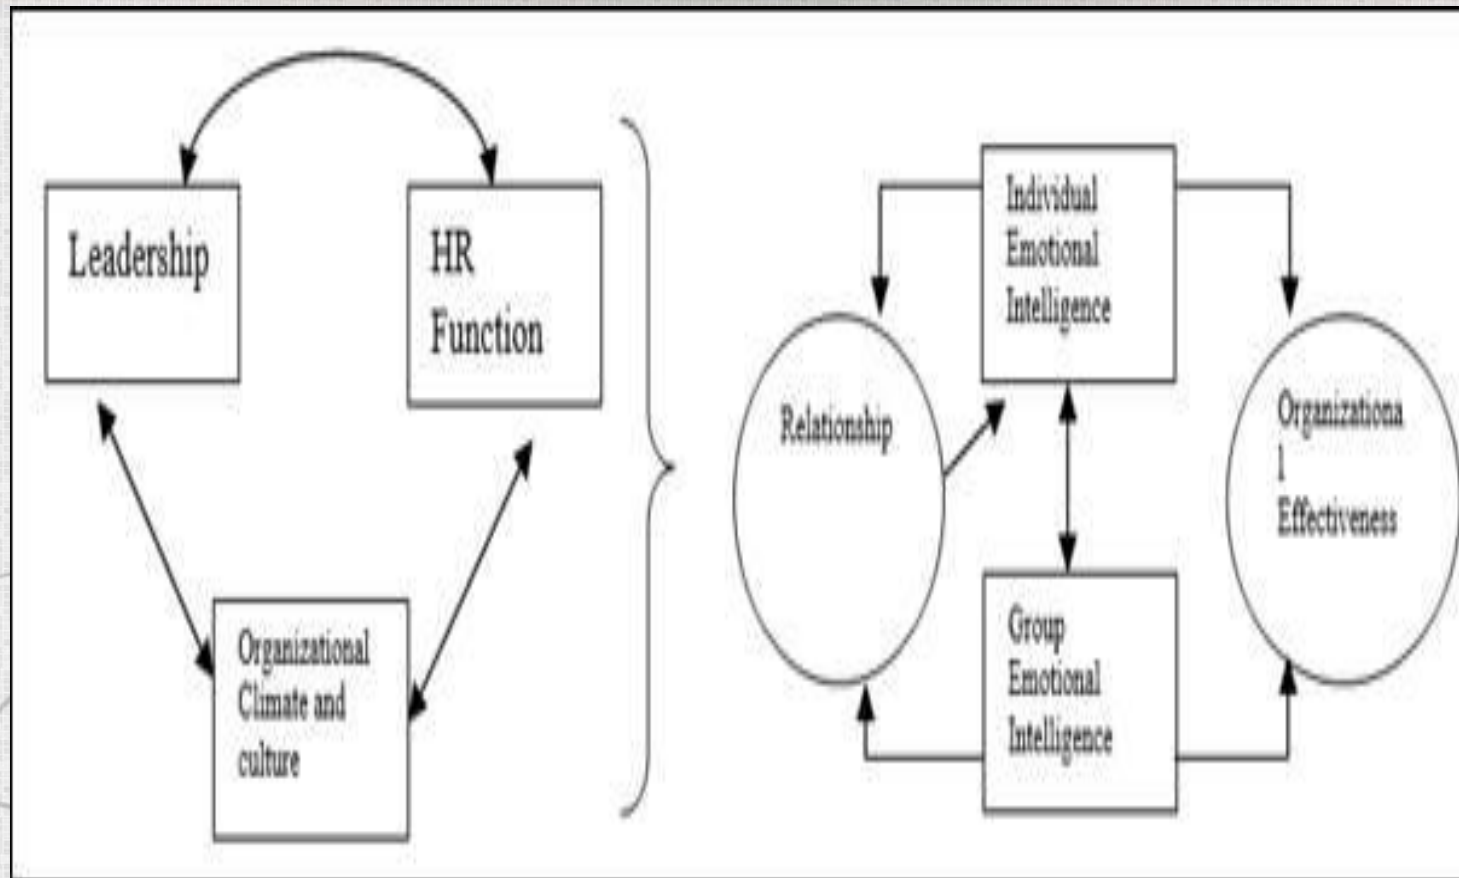 Leadership
HR
Function
Organizational
Climate and
culture
Relationship
Individual
Emotional
Intelligence
Group
Emotional
Intelligence
Organizationa
l
Effectiveness